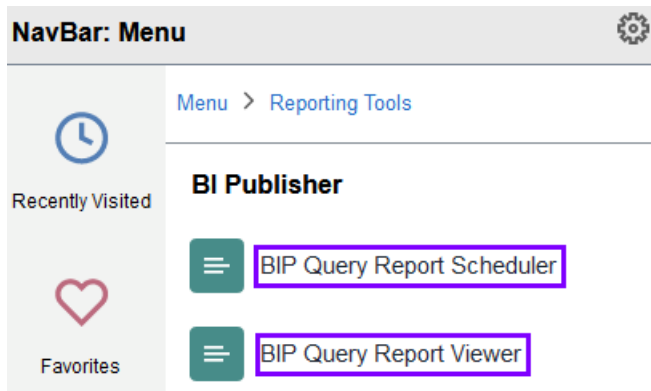 NavBar: Menu
Menu > Reporting Tools
Recently Visited
BI Publisher
BIP Query Report Scheduler
Favorites
BIP Query Report Viewer